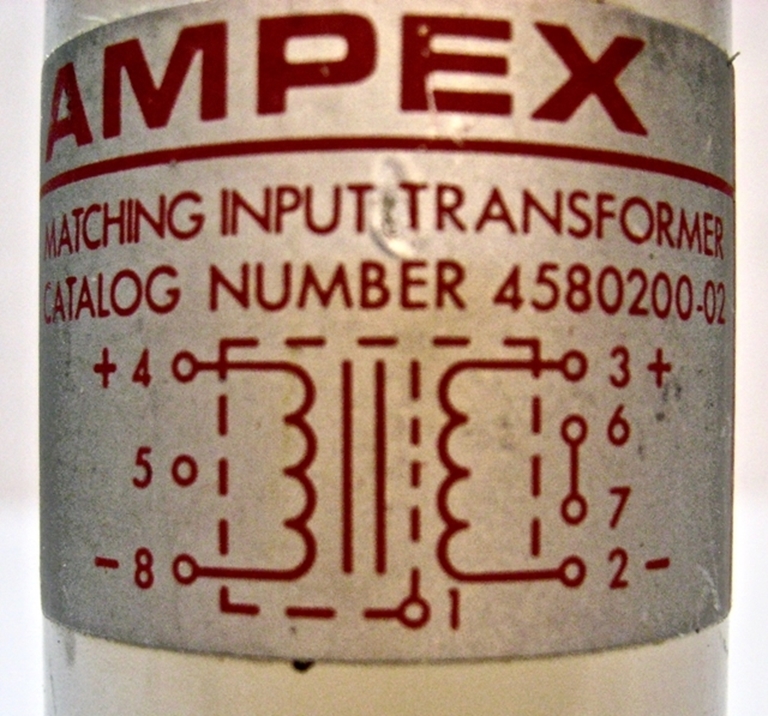 AMPEX
MATCHING INPUT TRANSFORMER
CATALOG NUMBER 4580200-02
+ 4 3 +
6
5
7
- 8 2 -
1